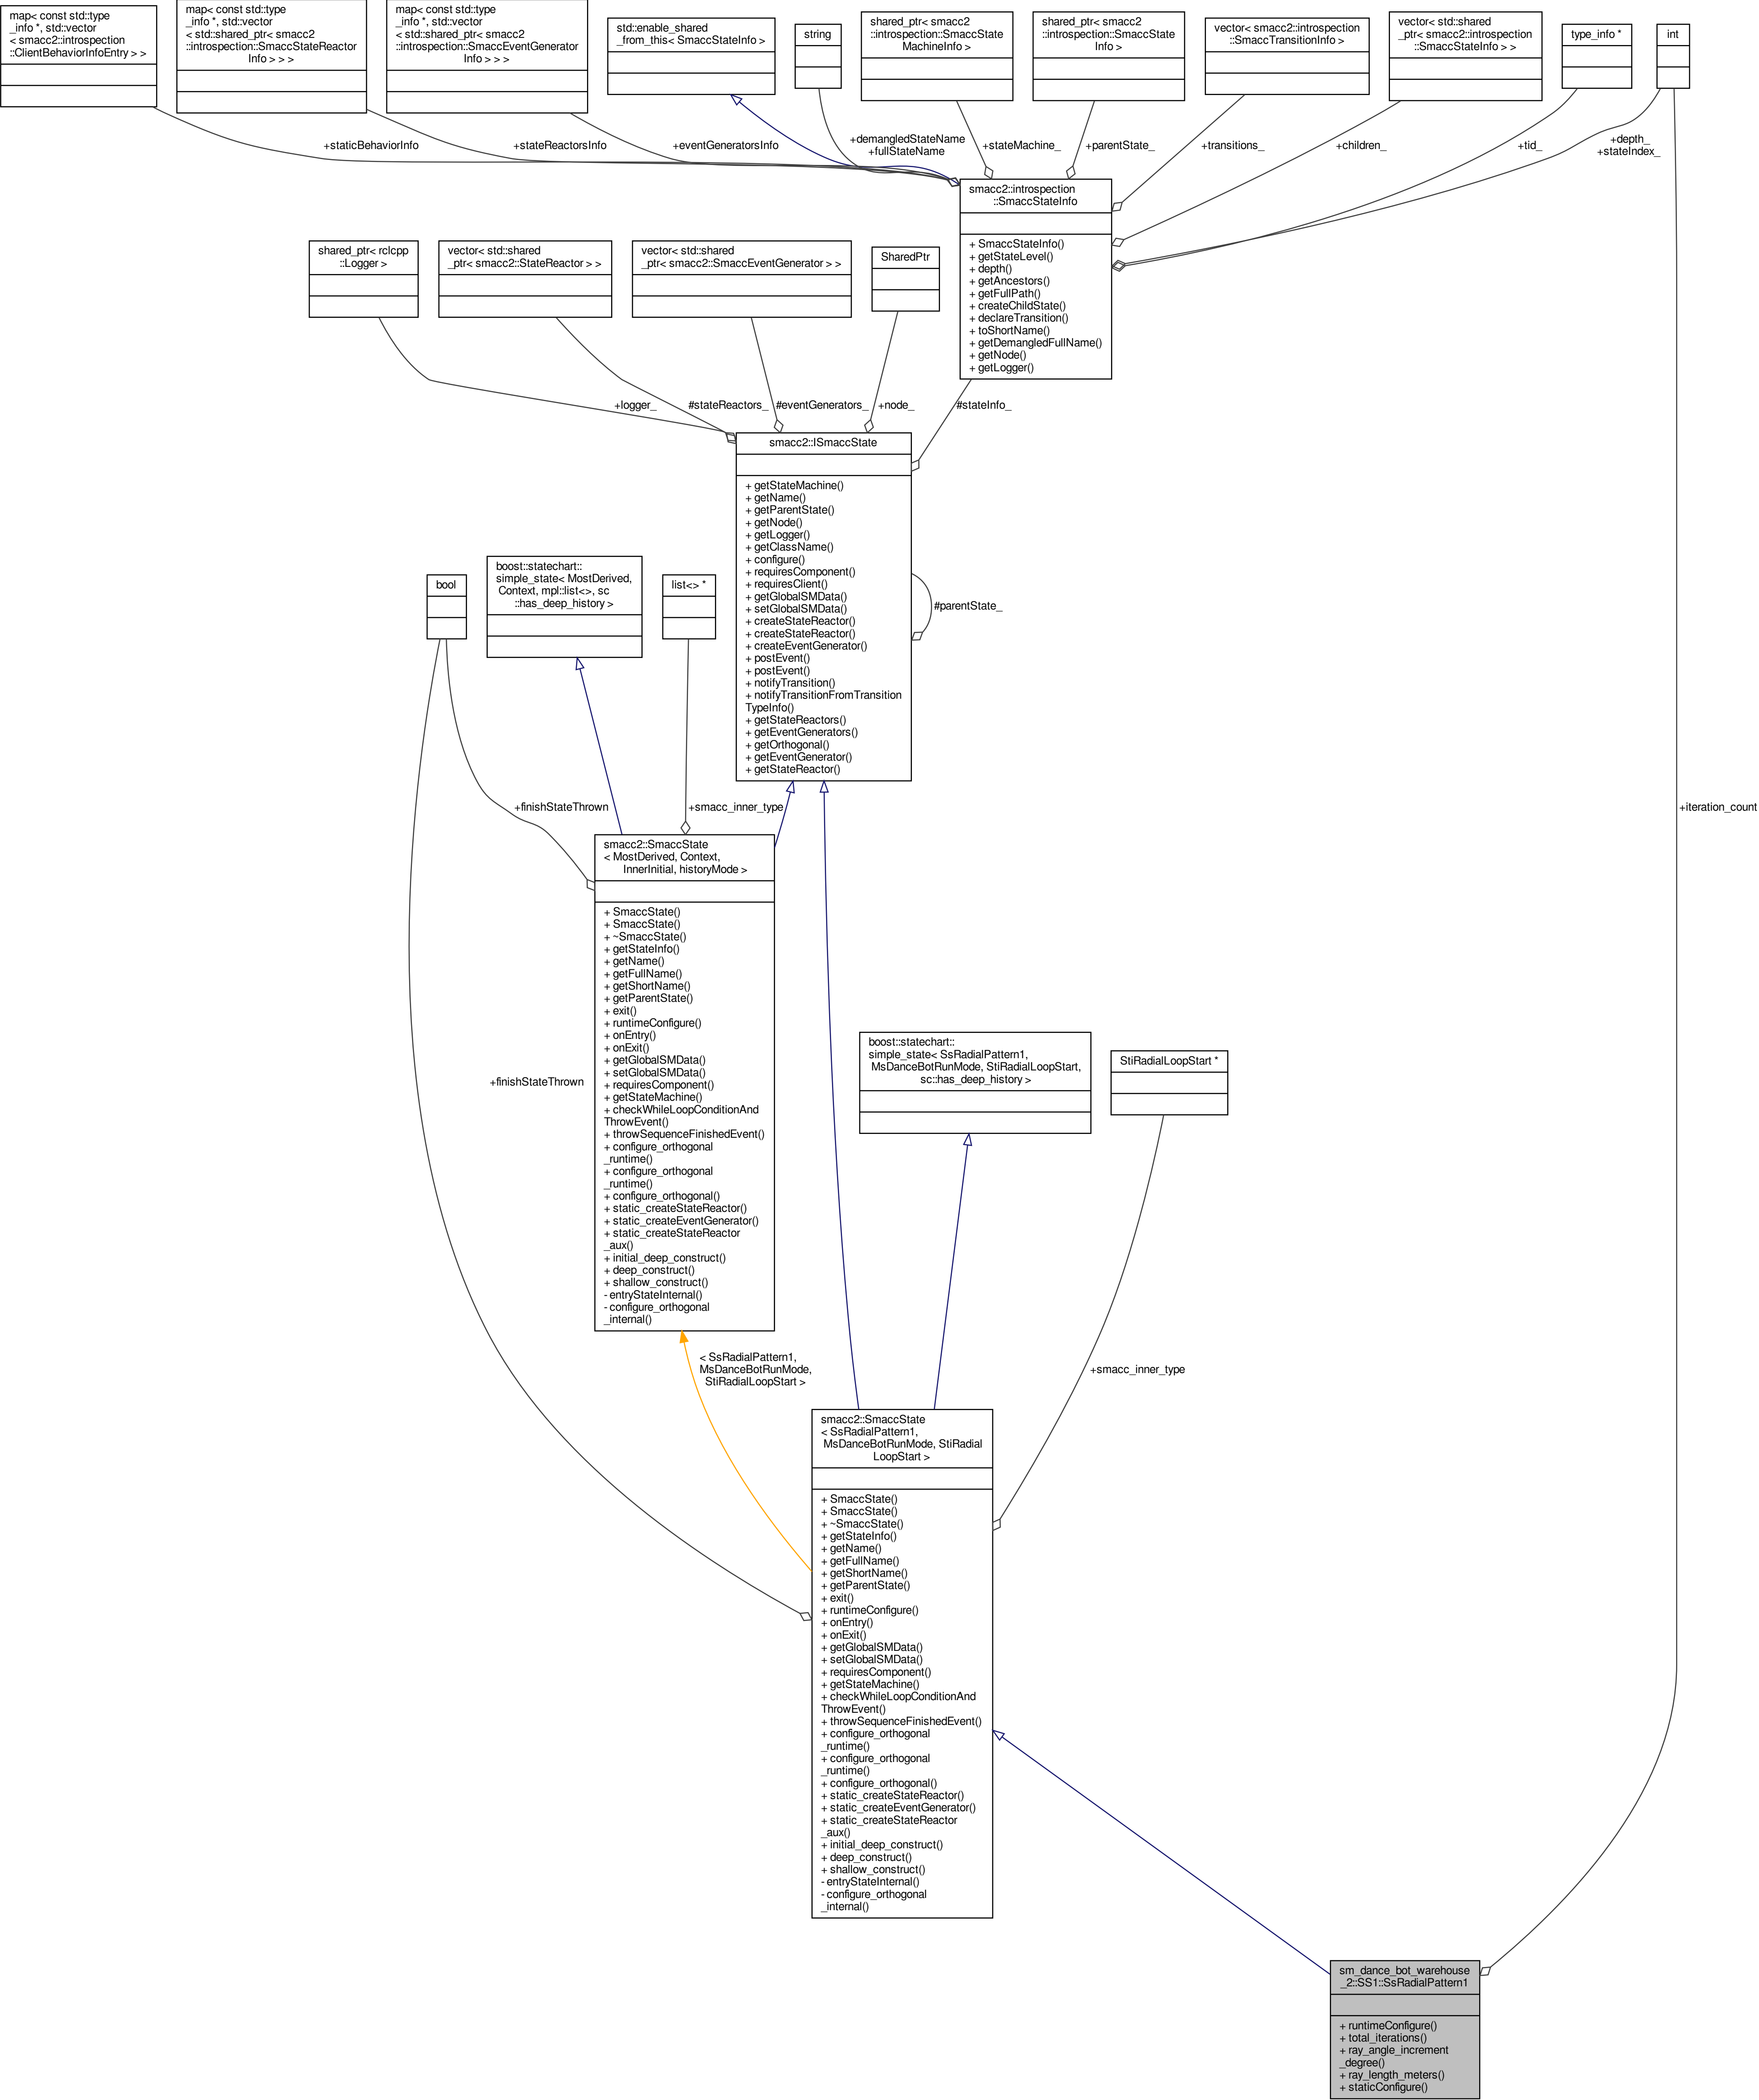 map< const std::type
_info *, std::vector
< smacc2::introspection
::ClientBehaviorInfoEntry > >
map< const std::type
_info *, std::vector
< std::shared_ptr< smacc2
::introspection::SmaccStateReactor
Info > > >
map< const std::type
_info *, std::vector
< std::shared_ptr< smacc2
::introspection::SmaccEventGenerator
Info > > >
std::enable_shared
_from_this< SmaccStateInfo >
string
shared_ptr< smacc2
::introspection::SmaccState
MachineInfo >
shared_ptr< smacc2
::introspection::SmaccState
Info >
vector< smacc2::introspection
::SmaccTransitionInfo >
vector< std::shared
_ptr< smacc2::introspection
::SmaccStateInfo > >
type_info *
int
+staticBehaviorInfo
+stateReactorsInfo
+eventGeneratorsInfo
+demangledStateName
+fullStateName
+stateMachine_
+parentState_
+transitions_
+children_
+tid_
+depth_
+stateIndex_
smacc2::introspection
::SmaccStateInfo
+ SmaccStateInfo()
+ getStateLevel()
+ depth()
+ getAncestors()
+ getFullPath()
+ createChildState()
+ declareTransition()
+ toShortName()
+ getDemangledFullName()
+ getNode()
+ getLogger()
shared_ptr< rclcpp
::Logger >
vector< std::shared
_ptr< smacc2::StateReactor > >
vector< std::shared
_ptr< smacc2::SmaccEventGenerator > >
SharedPtr
+logger_
#stateReactors_
#eventGenerators_
+node_
#stateInfo_
smacc2::ISmaccState
+ getStateMachine()
+ getName()
+ getParentState()
+ getNode()
+ getLogger()
+ getClassName()
+ configure()
+ requiresComponent()
+ requiresClient()
+ getGlobalSMData()
+ setGlobalSMData()
+ createStateReactor()
+ createStateReactor()
+ createEventGenerator()
+ postEvent()
+ postEvent()
+ notifyTransition()
+ notifyTransitionFromTransition
TypeInfo()
+ getStateReactors()
+ getEventGenerators()
+ getOrthogonal()
+ getEventGenerator()
+ getStateReactor()
#parentState_
bool
boost::statechart::
simple_state< MostDerived,
Context, mpl::list<>, sc
::has_deep_history >
list<> *
+finishStateThrown
+smacc_inner_type
+iteration_count
smacc2::SmaccState
< MostDerived, Context,
InnerInitial, historyMode >
+ SmaccState()
+ SmaccState()
+ ~SmaccState()
+ getStateInfo()
+ getName()
+ getFullName()
+ getShortName()
+ getParentState()
+ exit()
+ runtimeConfigure()
+ onEntry()
+ onExit()
+ getGlobalSMData()
+ setGlobalSMData()
+ requiresComponent()
+ getStateMachine()
+ checkWhileLoopConditionAnd
ThrowEvent()
+ throwSequenceFinishedEvent()
+ configure_orthogonal
_runtime()
+ configure_orthogonal
_runtime()
+ configure_orthogonal()
+ static_createStateReactor()
+ static_createEventGenerator()
+ static_createStateReactor
_aux()
+ initial_deep_construct()
+ deep_construct()
+ shallow_construct()
- entryStateInternal()
- configure_orthogonal
_internal()
+finishStateThrown
boost::statechart::
simple_state< SsRadialPattern1,
MsDanceBotRunMode, StiRadialLoopStart,
sc::has_deep_history >
StiRadialLoopStart *
< SsRadialPattern1,
MsDanceBotRunMode,
StiRadialLoopStart >
+smacc_inner_type
smacc2::SmaccState
< SsRadialPattern1,
MsDanceBotRunMode, StiRadial
LoopStart >
+ SmaccState()
+ SmaccState()
+ ~SmaccState()
+ getStateInfo()
+ getName()
+ getFullName()
+ getShortName()
+ getParentState()
+ exit()
+ runtimeConfigure()
+ onEntry()
+ onExit()
+ getGlobalSMData()
+ setGlobalSMData()
+ requiresComponent()
+ getStateMachine()
+ checkWhileLoopConditionAnd
ThrowEvent()
+ throwSequenceFinishedEvent()
+ configure_orthogonal
_runtime()
+ configure_orthogonal
_runtime()
+ configure_orthogonal()
+ static_createStateReactor()
+ static_createEventGenerator()
+ static_createStateReactor
_aux()
+ initial_deep_construct()
+ deep_construct()
+ shallow_construct()
- entryStateInternal()
- configure_orthogonal
_internal()
sm_dance_bot_warehouse
_2::SS1::SsRadialPattern1
+ runtimeConfigure()
+ total_iterations()
+ ray_angle_increment
_degree()
+ ray_length_meters()
+ staticConfigure()